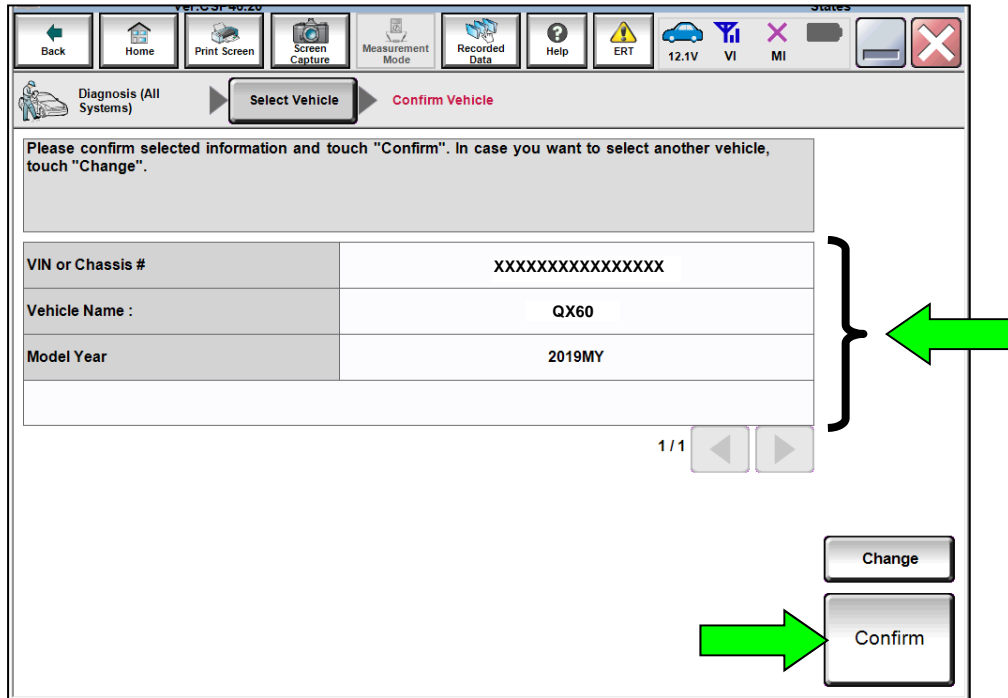 Back
Home
Print Screen
Screen
Capture
Measurement
Mode
Recorded
Data
Help
ERT
12.1V
VI
MI
Diagnosis (All
Systems)
Select Vehicle
Confirm Vehicle
Please confirm selected information and touch "Confirm". In case you want to select another vehicle,
touch "Change".
VIN or Chassis #
XXXXXXXXXXXXXXXX
Vehicle Name :
QX60
Model Year
2019MY
1 / 1
Change
Confirm